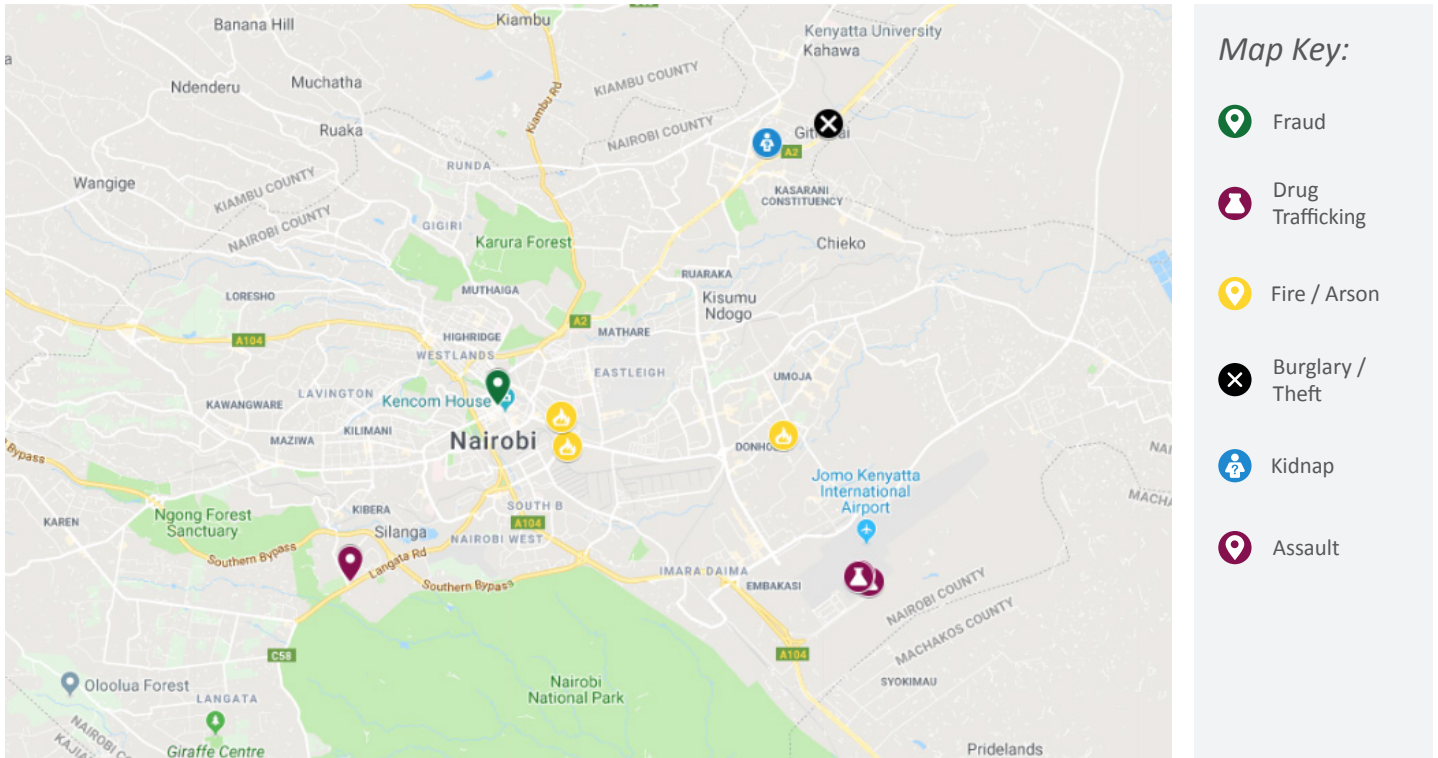 Banana Hill
Kiambu
Kenyatta University
Kahawa
Ndenderu
Muchatha
KIAMBU COUNTY
Kiambu Rd
Ruaka
NAIROBI COUNTY
A2
RUNDA
Wangige
KIAMBU COUNTY
NAIROBI COUNTY
KASARANI
CONSTITUENCY
GIGIRI
Karura Forest
Chieko
RUARAKA
MUTHAIGA
LORESHO
Kisumu
Ndogo
A2
MATHARE
A104
HIGHRIDGE
WESTLANDS
EASTLEIGH
UMOJA
LAVINGTON
Kencom House
KAWANGWARE
KILIMANI
MAZIWA
Nairobi
Bypass
Jomo Kenyatta
International
Airport
KIBERA
SOUTH B
Ngong Forest
Sanctuary
KAREN
A104
Silanga
NAIROBI WEST
Southern Bypass
Langata Rd
IMARA DAIMA
EMBAKASI
Southern Bypass
NAIROBI COUNTY
MACHAKOS COUNTY
C58
A104
Nairobi
National Park
SYOKIMAU
Oloolua Forest
LANGATA
Giraffe Centre
Pridelands
Map Key:
Fraud
Drug
Trafficking
Fire / Arson
Burglary /
Theft
Kidnap
Assault